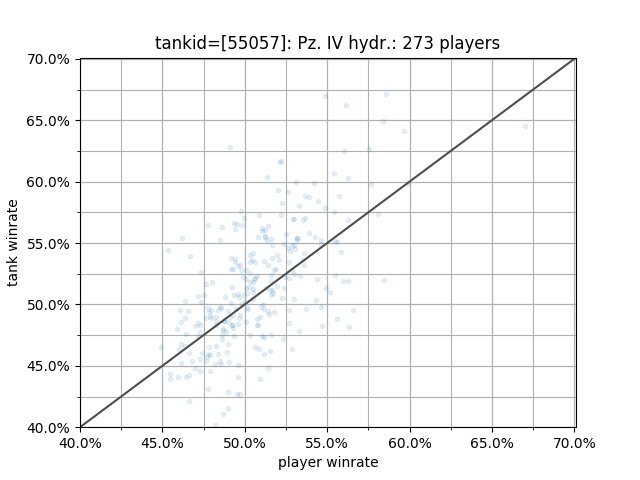 tankid=[55057]: Pz. IV hydr.: 273 players
70.0%
65.0%
60.0%
55.0%
50.0%
45.0%
40.0%
tank winrate
40.0% 45.0% 50.0% 55.0% 60.0% 65.0% 70.0%
player winrate